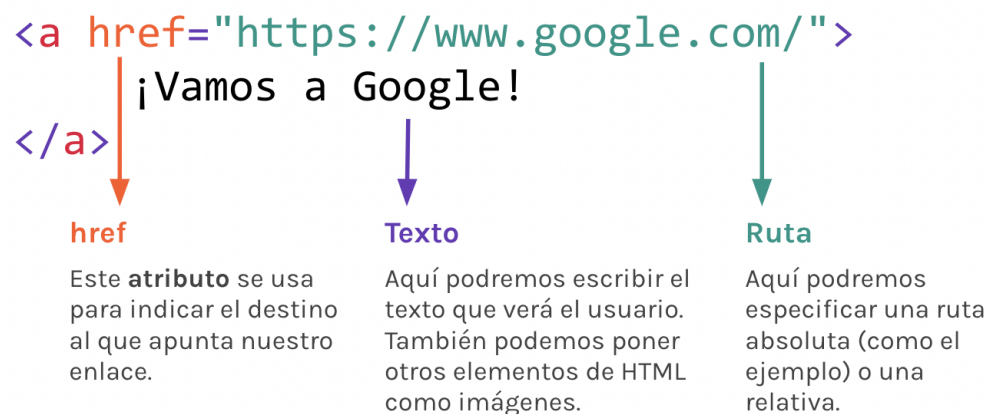 <a href="https://www.google.com/">
¡Vamos a Google!
</a>
href
Este atributo se usa
para indicar el destino
al que apunta nuestro
enlace.
Texto
Aquí podremos escribir el
texto que verá el usuario.
También podemos poner
otros elementos de HTML
como imágenes.
Ruta
Aquí podremos
especificar una ruta
absoluta (como el
ejemplo) o una
relativa.